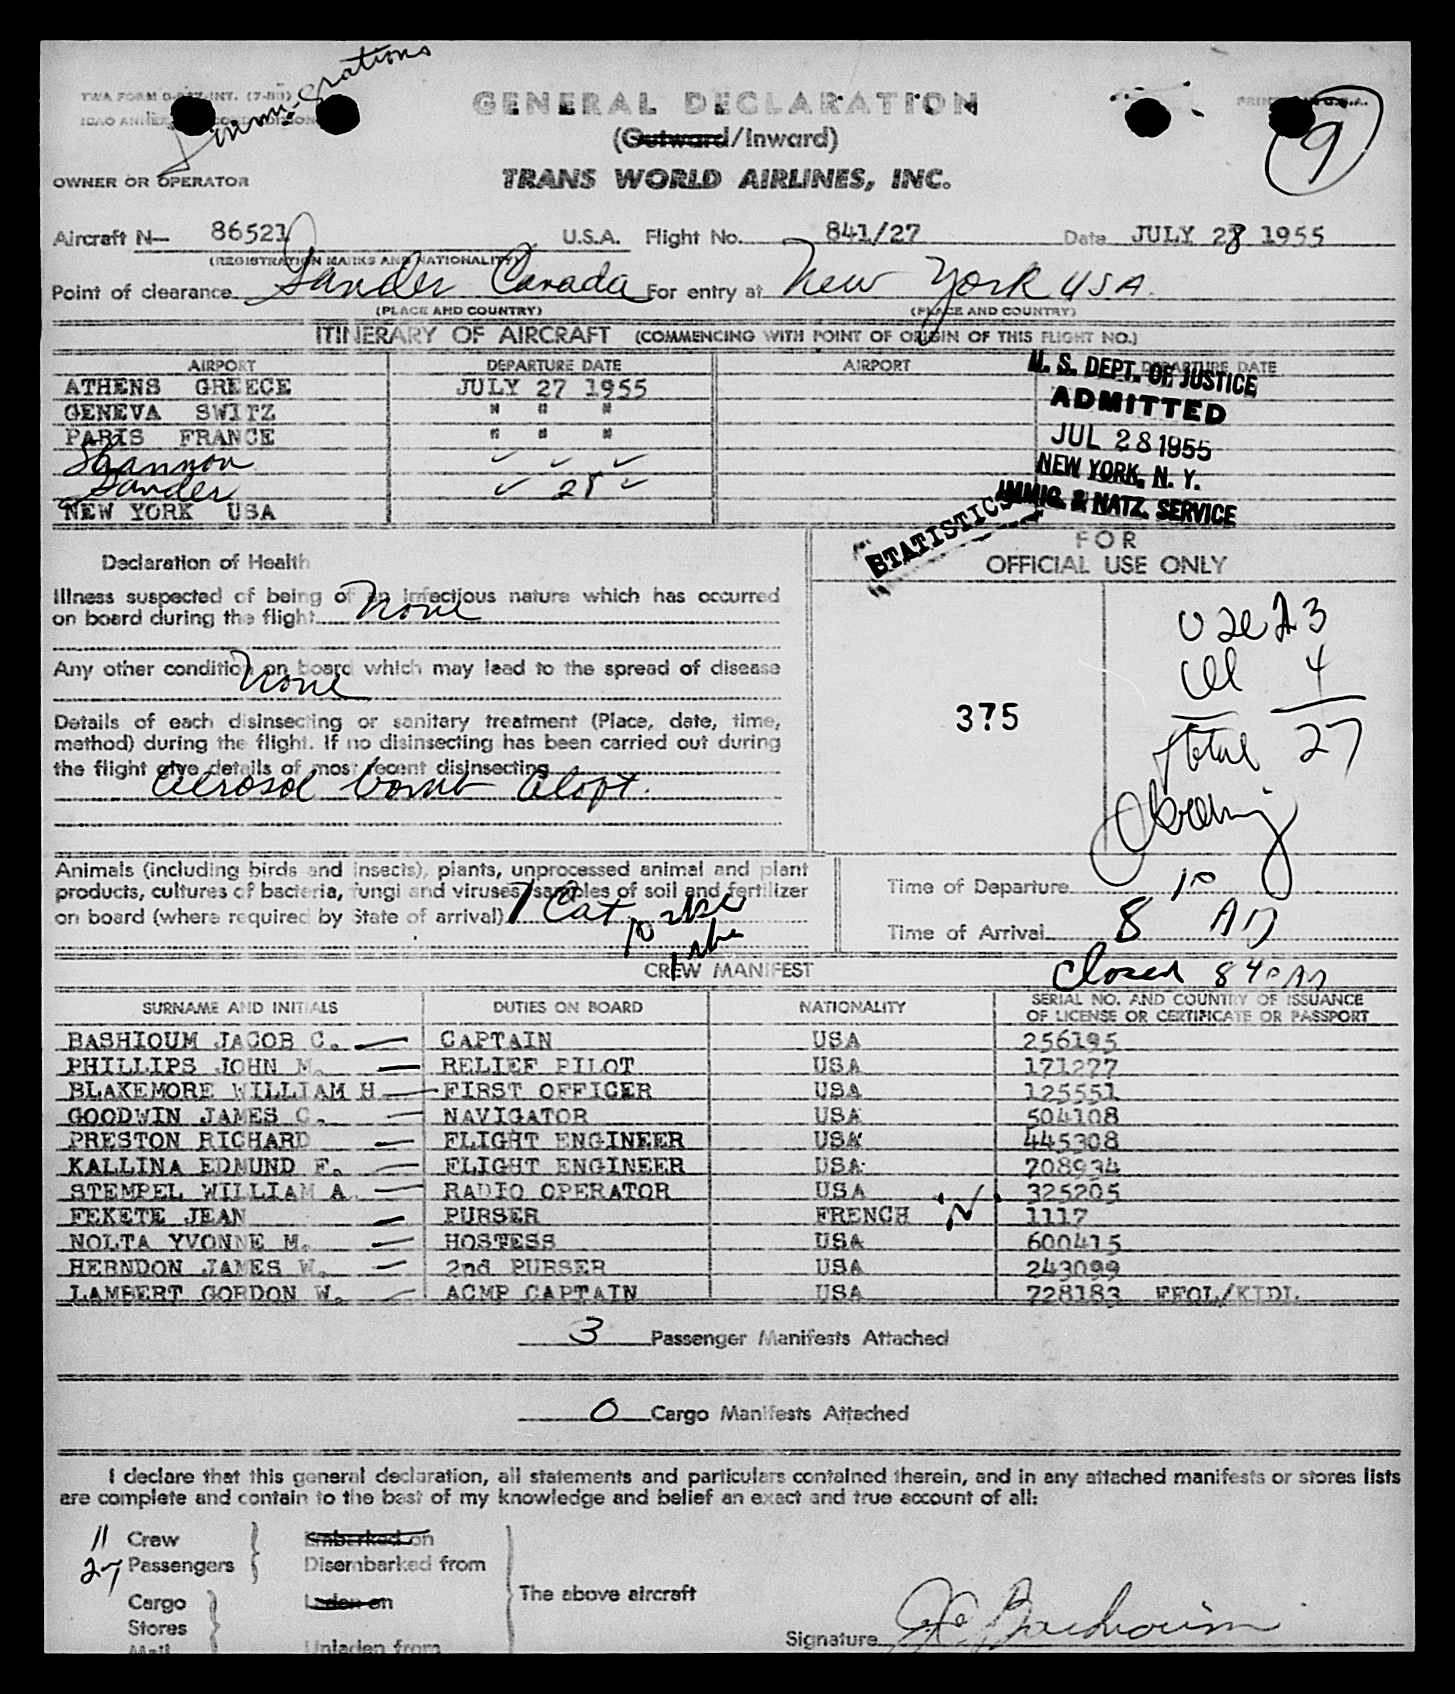 Immigrations
TWA FORM O-
GENERAL DECLARATION
(Outward/Inward)
9
OWNER OR OPERATOR
TRANS WORLD AIRLINES, INC.
Aircraft N— 86521 U.S.A. Flight No. 841/27 Date JULY 28 1955
(REGISTRATION MARKS AND NATIONALITY)
Point of clearance Gander Canada For entry at New York USA.
(PLACE AND COUNTRY) (PLACE AND COUNTRY)
ITINERARY OF AIRCRAFT (COMMENCING WITH POINT OF ORIGIN OF THIS FLIGHT NO.)
AIRPORT DEPARTURE DATE AIRPORT DEPARTURE DATE
ATHENS GREECE JULY 27 1955
GENEVA SWITZ " " "
PARIS FRANCE " " "
Shannon ✓ ✓ ✓
Gander ✓ 28 ✓
NEW YORK USA
U. S. DEPT. OF JUSTICE
ADMITTED
JUL 28 1955
NEW YORK, N. Y.
IMMIG. & NATZ. SERVICE
STATISTICS
FOR
OFFICIAL USE ONLY
Declaration of Health
Illness suspected of being of an infectious nature which has occurred
on board during the flight None
Any other condition on board which may lead to the spread of disease
None
Details of each disinsecting or sanitary treatment (Place, date, time,
method) during the flight. If no disinsecting has been carried out during
the flight give details of most recent disinsecting
Aerosol bomb
375
23
4
Total 27
Animals (including birds and insects), plants, unprocessed animal and plant
products, cultures of bacteria, fungi and viruses, samples of soil and fertilizer
on board (where required by State of arrival) 1 Cat
Time of Departure
10
Time of Arrival 8 AM
Closed 8 40 AM
CREW MANIFEST
SURNAME AND INITIALS DUTIES ON BOARD NATIONALITY SERIAL NO. AND COUNTRY OF ISSUANCE
OF LICENSE OR CERTIFICATE OR PASSPORT
BASHIOUM JACOB C. CAPTAIN USA 256195
PHILLIPS JOHN M. RELIEF PILOT USA 171277
BLAKEMORE WILLIAM H FIRST OFFICER USA 125551
GOODWIN JAMES C. NAVIGATOR USA 504108
PRESTON RICHARD FLIGHT ENGINEER USA 445308
KALLINA EDMUND F. FLIGHT ENGINEER USA 708934
STEMPEL WILLIAM A RADIO OPERATOR USA 325205
FEKETE JEAN PURSER FRENCH 1117
NOLTA YVONNE M. HOSTESS USA 600415
HERNDON JAMES W. 2nd PURSER USA 243099
LAMBERT GORDON W. ACMP CAPTAIN USA 728183 FFOL/KIDL
3 Passenger Manifests Attached
0 Cargo Manifests Attached
I declare that this general declaration, all statements and particulars contained therein, and in any attached manifests or stores lists
are complete and contain to the best of my knowledge and belief an exact and true account of all:
11 Crew Embarked on
27 Passengers Disembarked from
The above aircraft
Cargo Laden on
Stores
Mail Unladen from
Signature J C Bashioum